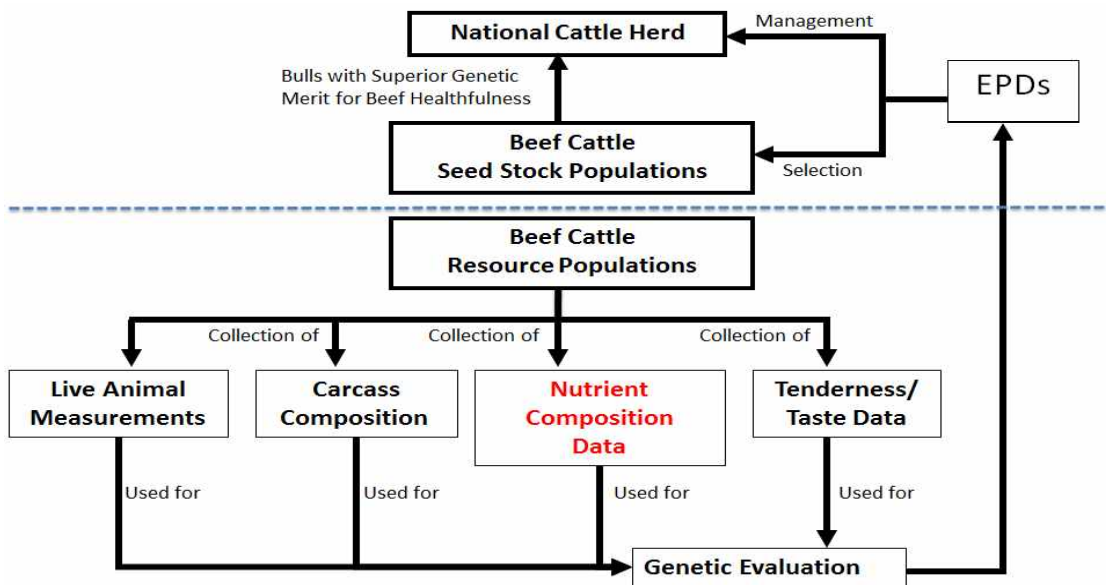 National Cattle Herd
Management
Bulls with Superior Genetic
Merit for Beef Healthfulness
EPDs
Beef Cattle
Seed Stock Populations
Selection
Beef Cattle
Resource Populations
Collection of
Collection of
Collection of
Live Animal
Measurements
Carcass
Composition
Nutrient
Composition
Data
Tenderness/
Taste Data
Used for
Used for
Used for
Used for
Genetic Evaluation